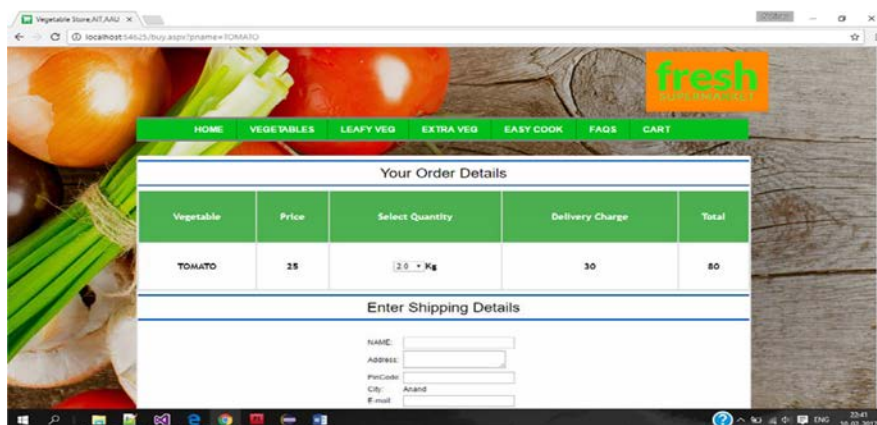 Vegetable Store,AIT,AAU
localhost:54625/buy.aspx?pname=TOMATO
fresh
SUPERMARKET
HOME VEGETABLES LEAFY VEG EXTRA VEG EASY COOK FAQS CART
Your Order Details
Vegetable Price Select Quantity Delivery Charge Total
TOMATO 25 2.0 Kg 30 80
Enter Shipping Details
NAME:
Address:
PinCode:
City: Anand
E-mail:
ENG 22:41